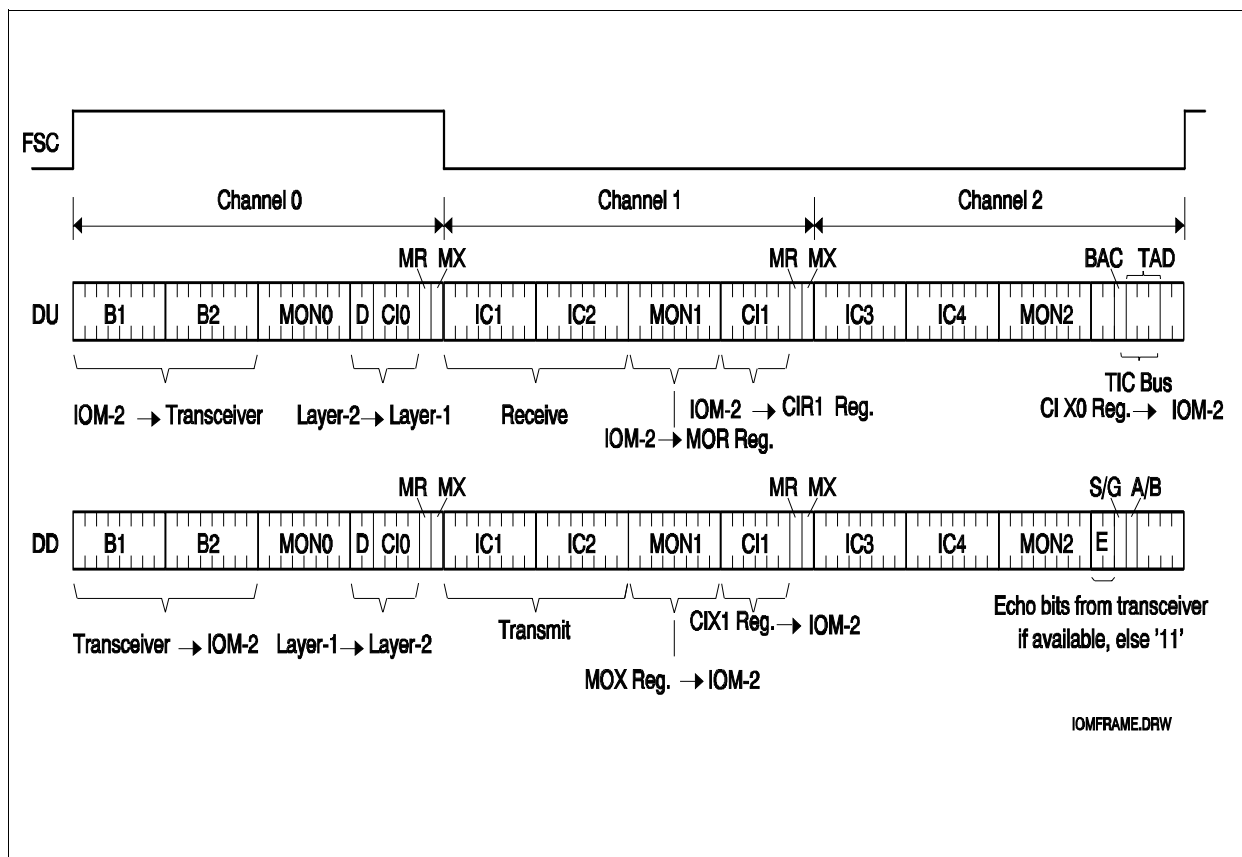 FSC
Channel 0 Channel 1 Channel 2
MR MX MR MX BAC TAD
DU B1 B2 MON0 D CI0 IC1 IC2 MON1 CI1 IC3 IC4 MON2
IOM-2 → Transceiver Layer-2 → Layer-1 Receive IOM-2 → CIR1 Reg.
IOM-2 → MOR Reg.
TIC Bus
CI X0 Reg. → IOM-2
MR MX MR MX S/G A/B
DD B1 B2 MON0 D CI0 IC1 IC2 MON1 CI1 IC3 IC4 MON2 E
Transceiver → IOM-2 Layer-1 → Layer-2 Transmit CIX1 Reg. → IOM-2
MOX Reg. → IOM-2
Echo bits from transceiver
if available, else '11'
IOMFRAME.DRW